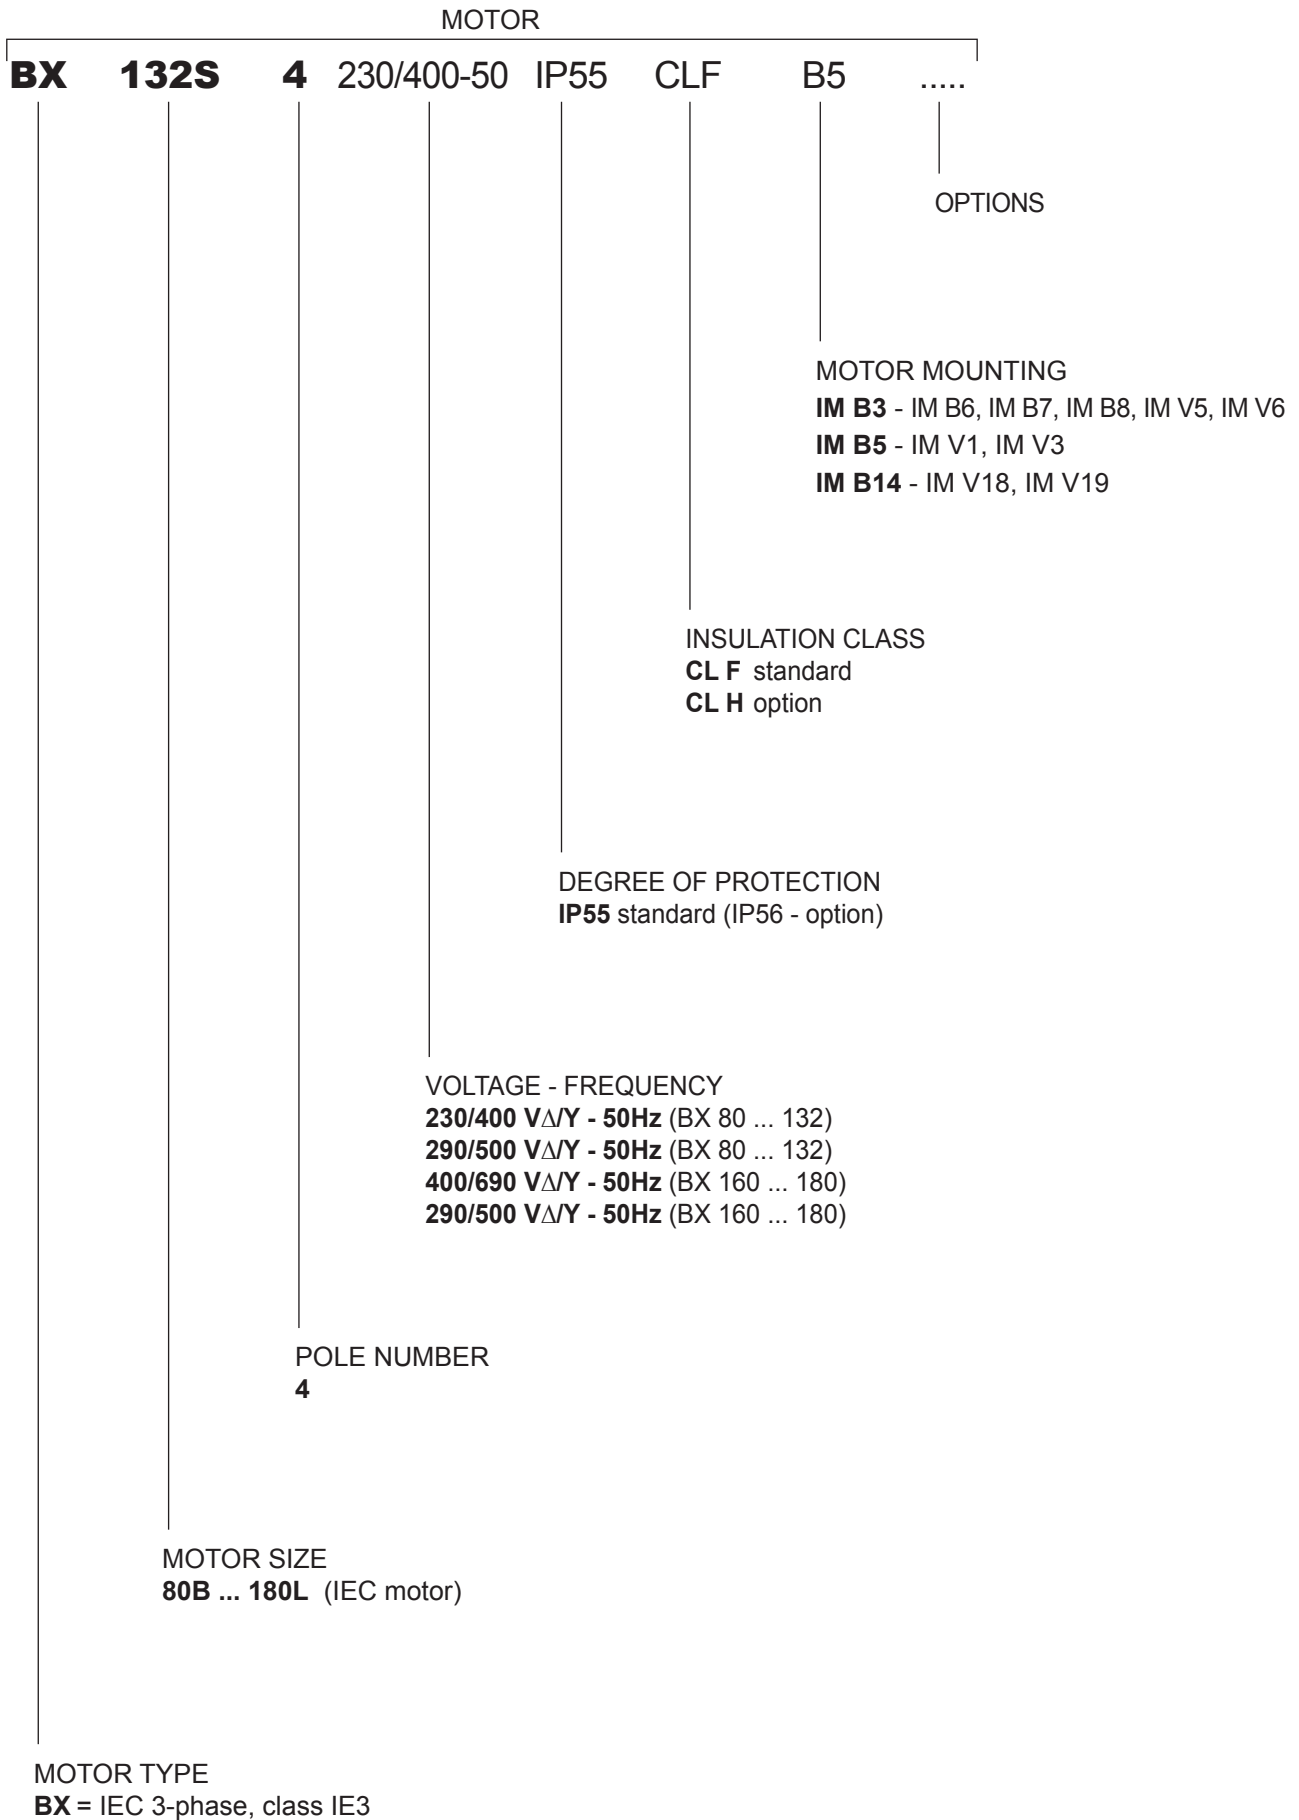 MOTOR
BX 132S 4 230/400-50 IP55 CLF B5 .....
OPTIONS
MOTOR MOUNTING
IM B3 - IM B6, IM B7, IM B8, IM V5, IM V6
IM B5 - IM V1, IM V3
IM B14 - IM V18, IM V19
INSULATION CLASS
CL F standard
CL H option
DEGREE OF PROTECTION
IP55 standard (IP56 - option)
VOLTAGE - FREQUENCY
230/400 V∆/Y - 50Hz (BX 80 ... 132)
290/500 V∆/Y - 50Hz (BX 80 ... 132)
400/690 V∆/Y - 50Hz (BX 160 ... 180)
290/500 V∆/Y - 50Hz (BX 160 ... 180)
POLE NUMBER
4
MOTOR SIZE
80B ... 180L (IEC motor)
MOTOR TYPE
BX = IEC 3-phase, class IE3